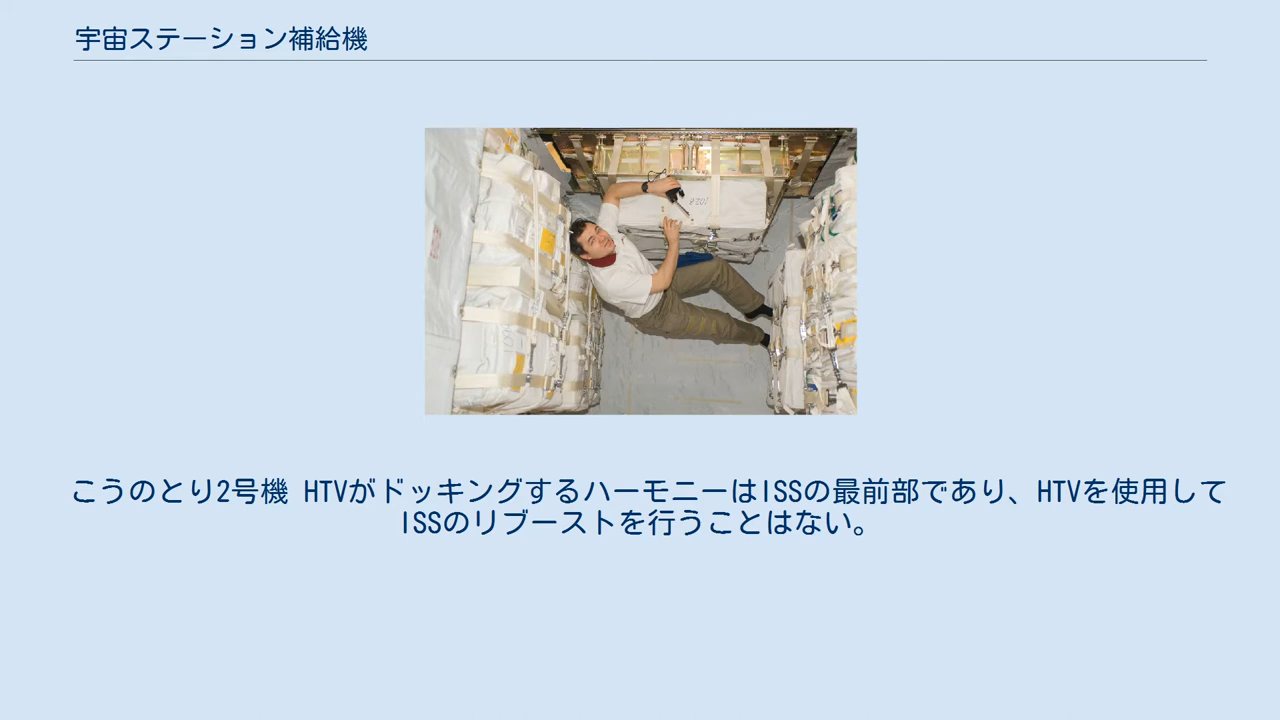 宇宙ステーション補給機
こうのとり2号機 HTVがドッキングするハーモニーはISSの最前部であり、HTVを使用して
ISSのリブーストを行うことはない。